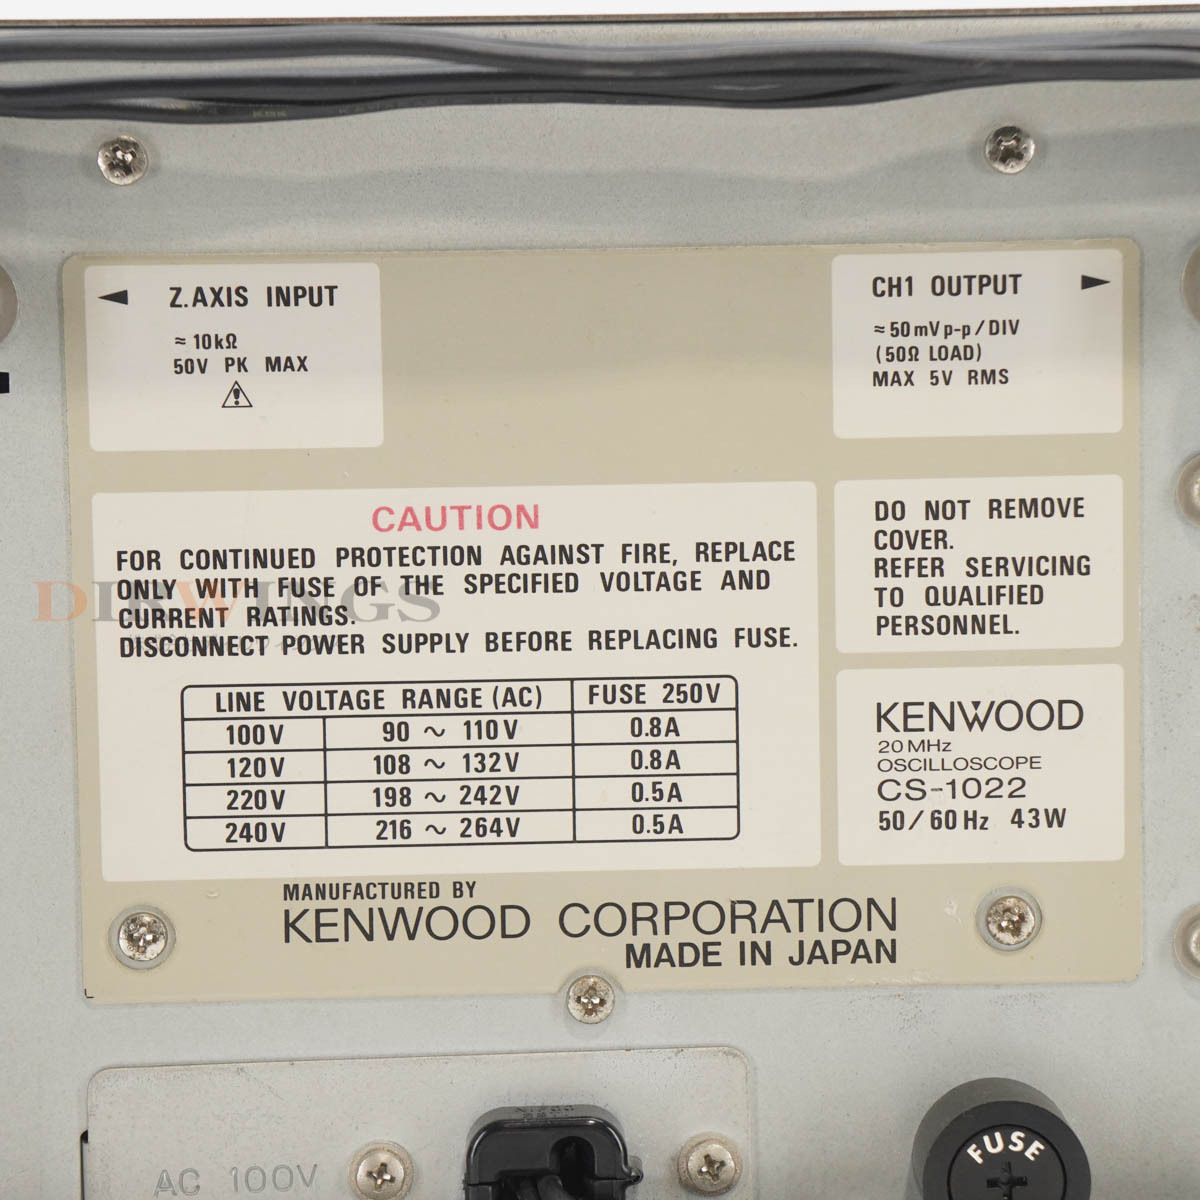 Z.AXIS INPUT
≈10kΩ
50V PK MAX
CH1 OUTPUT
≈50mVp-p/DIV
(50Ω LOAD)
MAX 5V RMS
CAUTION
FOR CONTINUED PROTECTION AGAINST FIRE, REPLACE
ONLY WITH FUSE OF THE SPECIFIED VOLTAGE AND
CURRENT RATINGS.
DISCONNECT POWER SUPPLY BEFORE REPLACING FUSE.
DIRWINGS
LINE VOLTAGE RANGE (AC) FUSE 250V
100V 90 ~ 110V 0.8A
120V 108 ~ 132V 0.8A
220V 198 ~ 242V 0.5A
240V 216 ~ 264V 0.5A
DO NOT REMOVE
COVER.
REFER SERVICING
TO QUALIFIED
PERSONNEL.
KENWOOD
20MHz
OSCILLOSCOPE
CS-1022
50/60Hz 43W
MANUFACTURED BY
KENWOOD CORPORATION
MADE IN JAPAN
AC 100V
FUSE